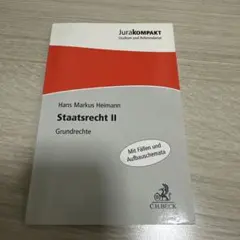 JuraKOMPAKT
Studium und Referendariat
Hans Markus Heimann
Staatsrecht II
Grundrechte
Mit Fällen und
Aufbauschemata
C.H.BECK